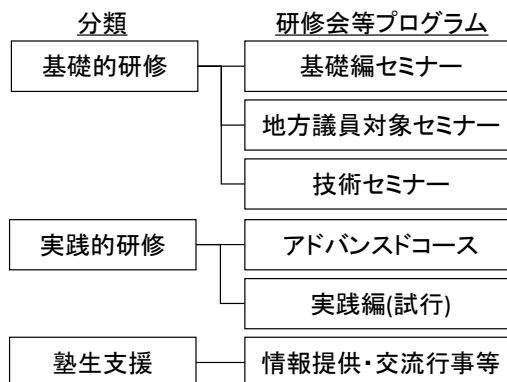 分類 研修会等プログラム
基礎的研修 基礎編セミナー
地方議員対象セミナー
技術セミナー
実践的研修 アドバンスドコース
実践編(試行)
塾生支援 情報提供・交流行事等